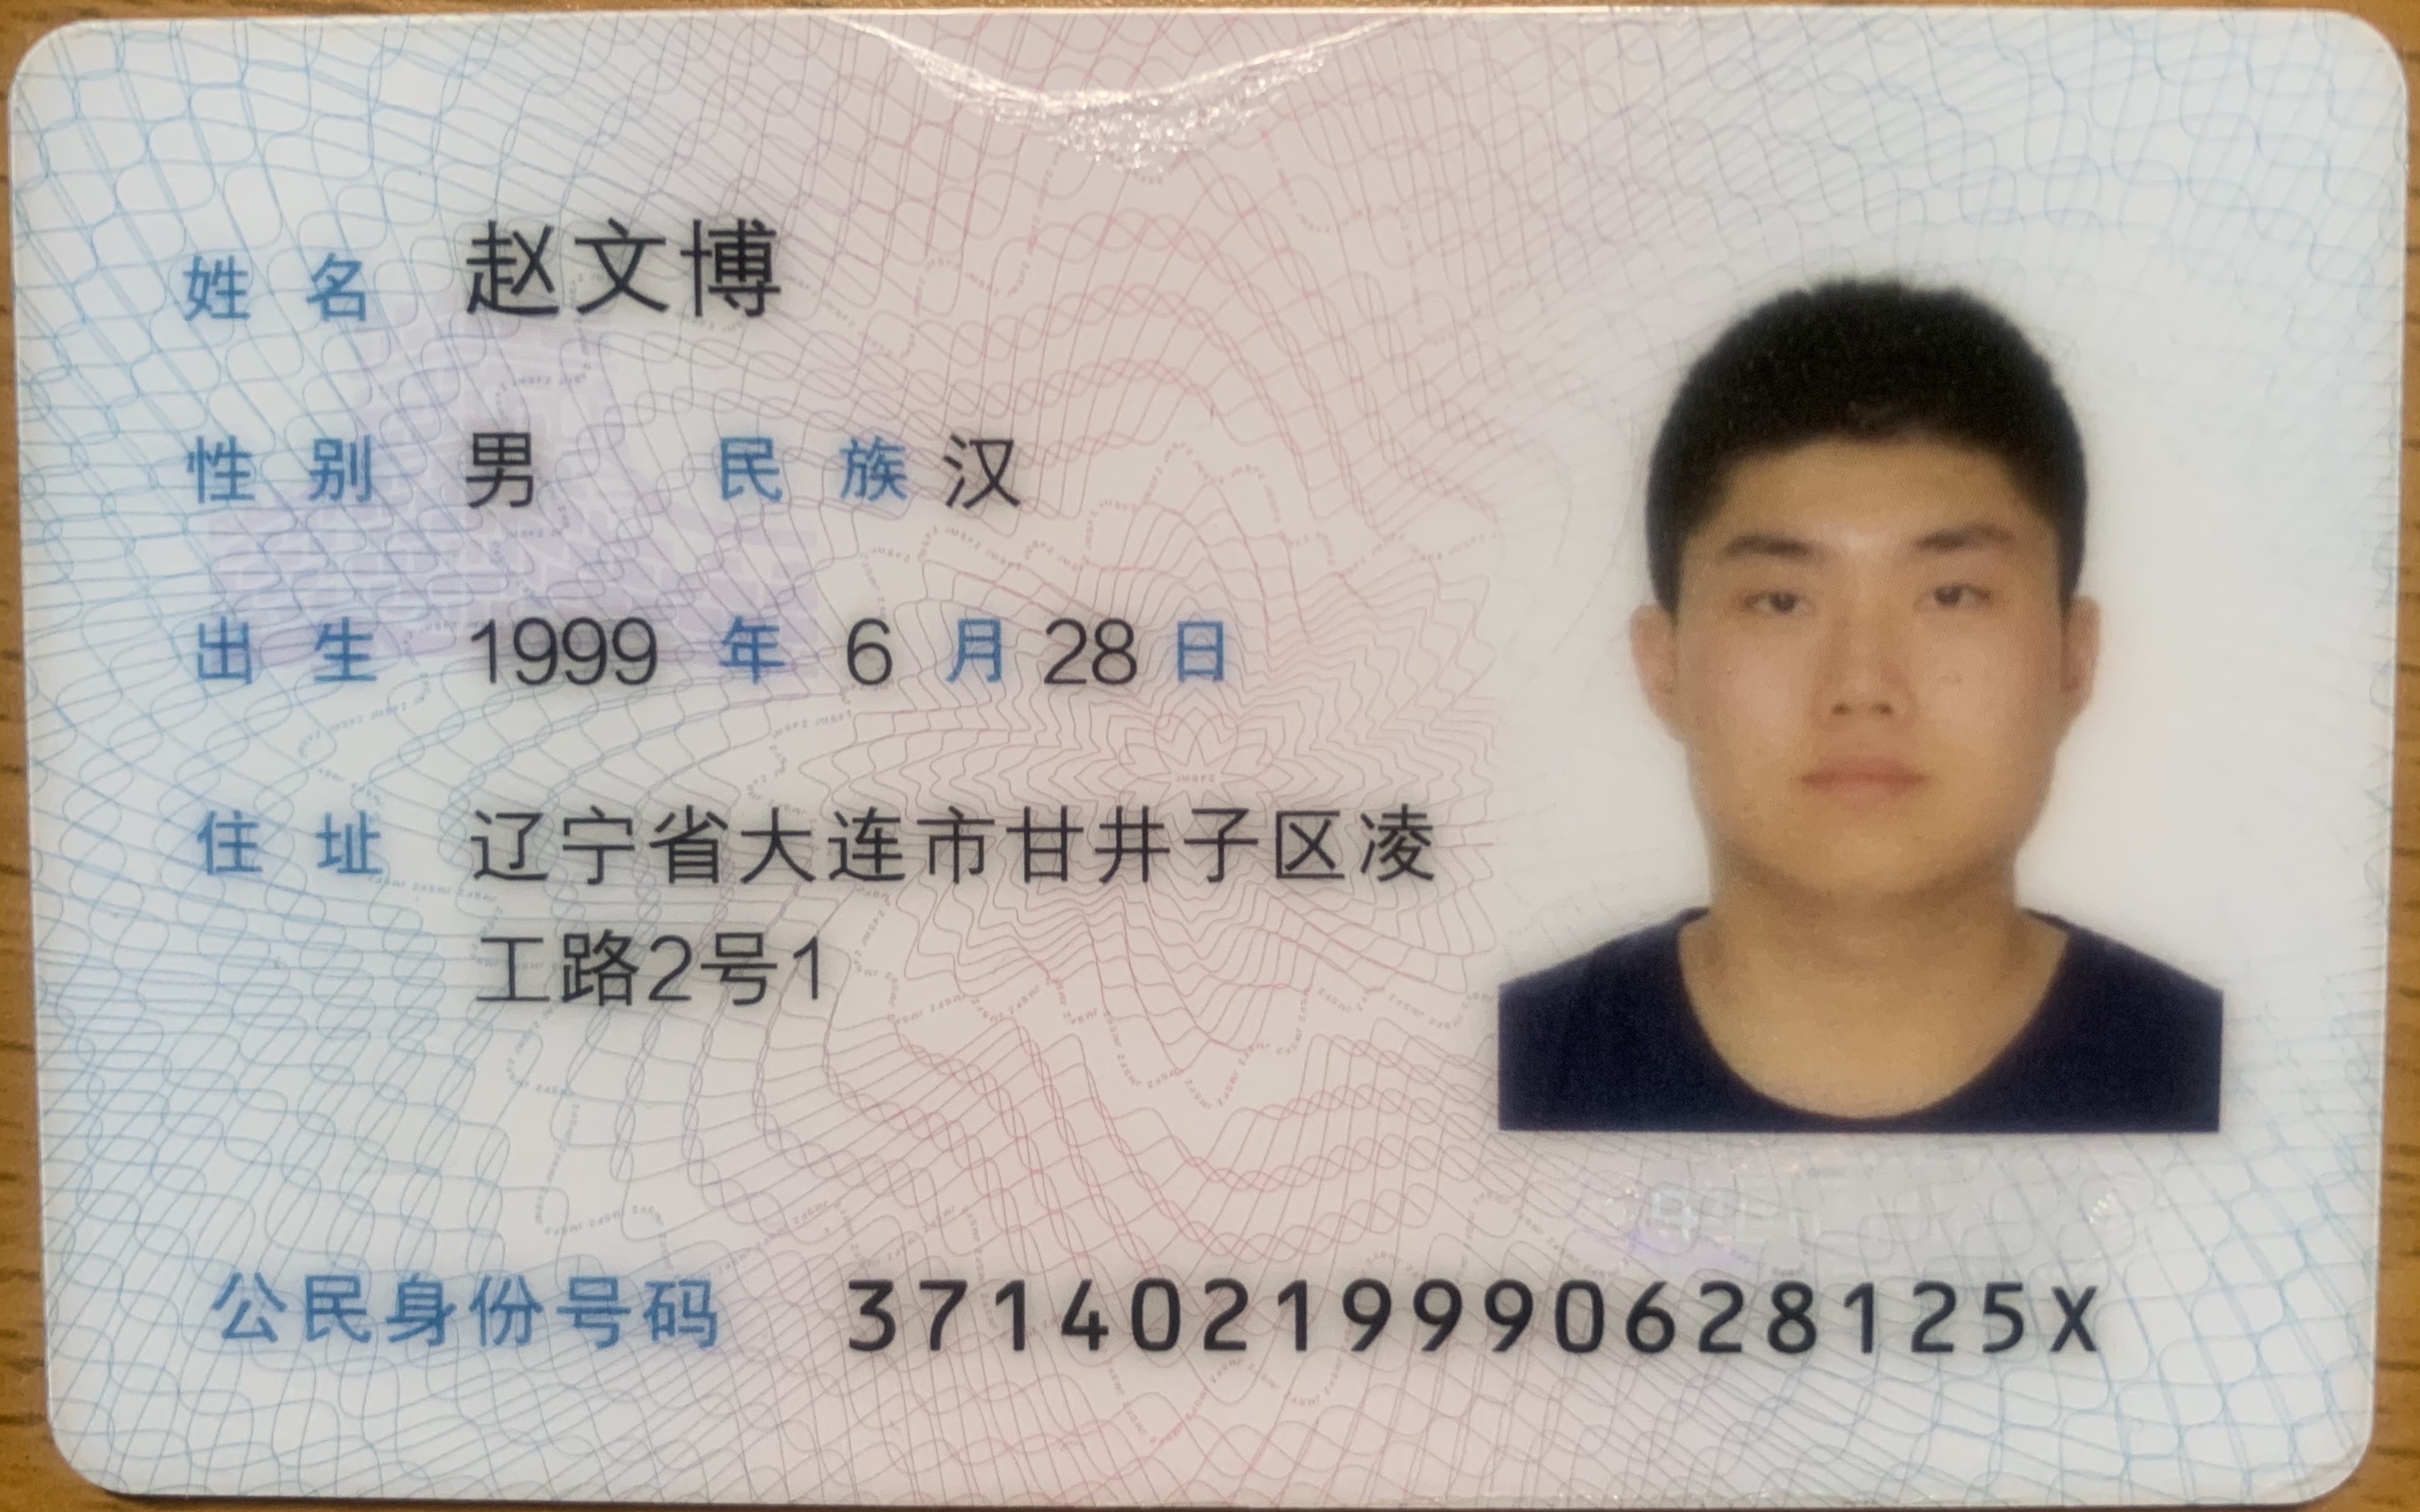 姓名 赵文博
性别 男 民族 汉
出生 1999 年 6 月 28 日
住址 辽宁省大连市甘井子区凌
工路2号1
公民身份号码 37140219990628125X